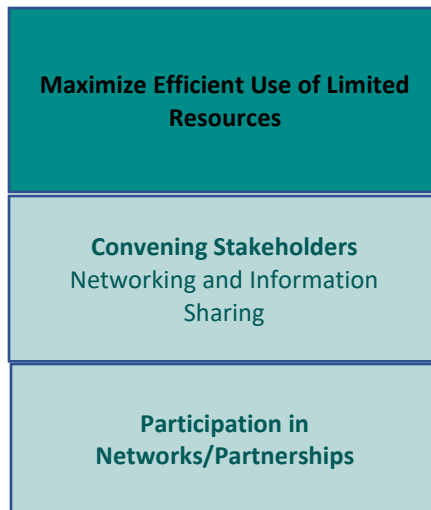 Maximize Efficient Use of Limited
Resources
Convening Stakeholders
Networking and Information
Sharing
Participation in
Networks/Partnerships